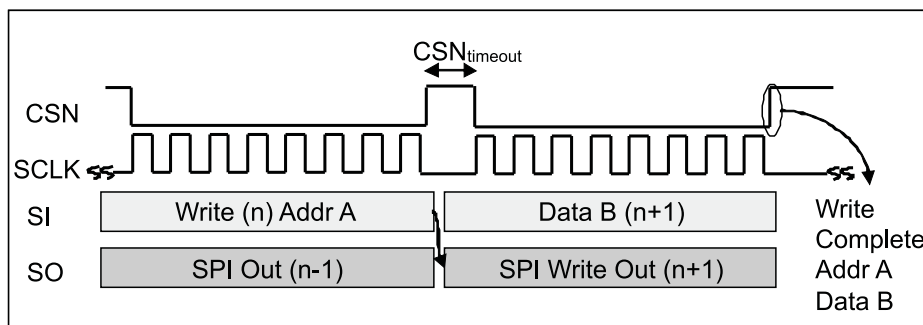 CSNtimeout
CSN
SCLK
SI Write (n) Addr A Data B (n+1)
SO SPI Out (n-1) SPI Write Out (n+1)
Write
Complete
Addr A
Data B